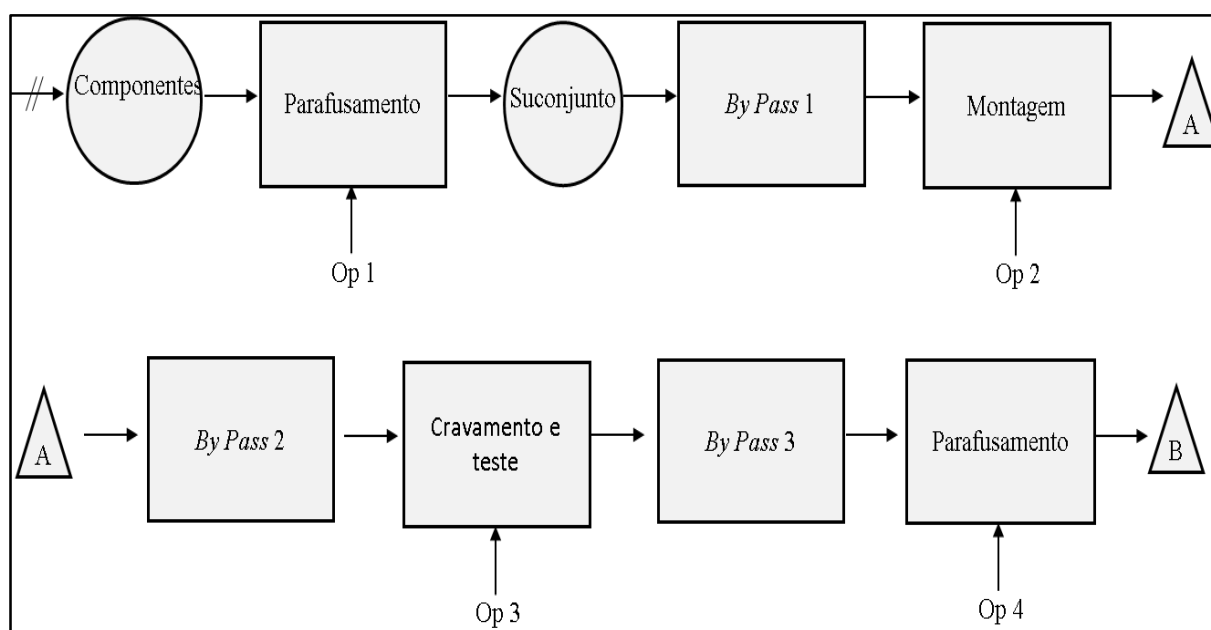 Componentes
Parafusamento
Suconjunto
By Pass 1
Montagem
A
Op 1
Op 2
A
By Pass 2
Cravamento e
teste
By Pass 3
Parafusamento
B
Op 3
Op 4